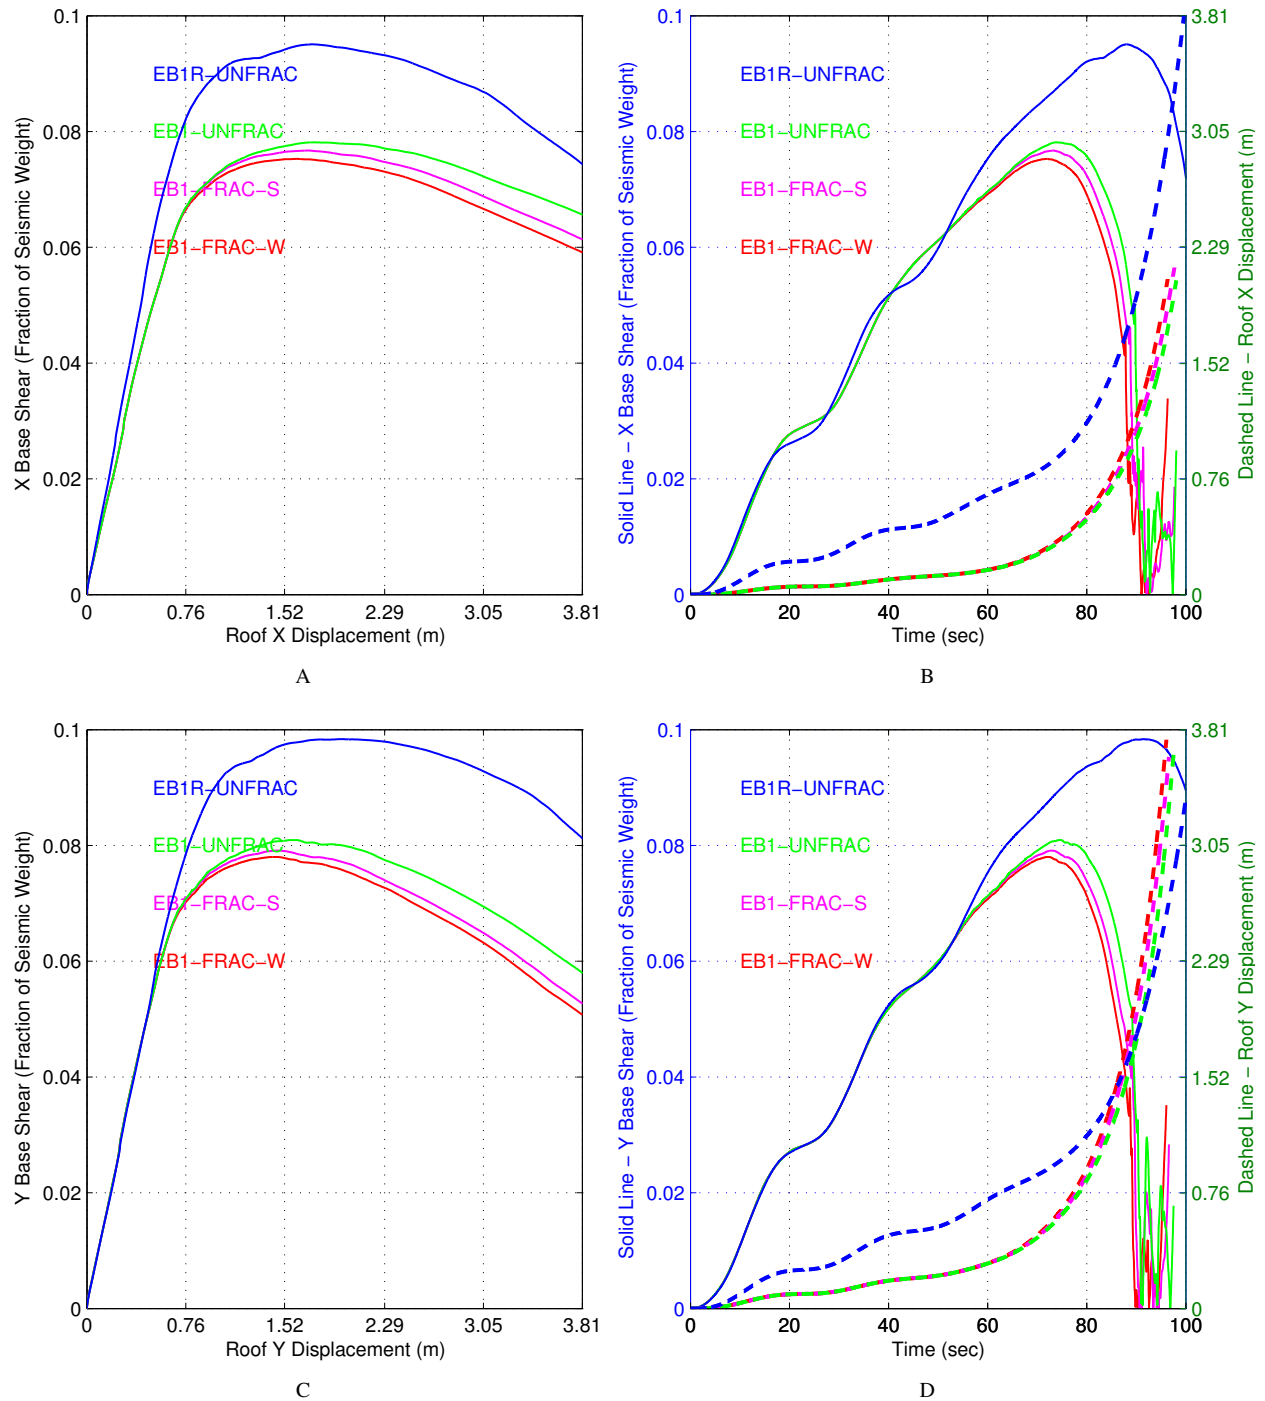 0.1
0.08
0.06
0.04
0.02
0
X Base Shear (Fraction of Seismic Weight)
EB1R−UNFRAC
EB1−UNFRAC
EB1−FRAC−S
EB1−FRAC−W
0
0.76
1.52
2.29
3.05
3.81
Roof X Displacement (m)
A
0.1
0.08
0.06
0.04
0.02
0
Solid Line − X Base Shear (Fraction of Seismic Weight)
EB1R−UNFRAC
EB1−UNFRAC
EB1−FRAC−S
EB1−FRAC−W
3.81
3.05
2.29
1.52
0.76
0
Dashed Line − Roof X Displacement (m)
0
20
40
60
80
100
Time (sec)
B
0.1
0.08
0.06
0.04
0.02
0
Y Base Shear (Fraction of Seismic Weight)
EB1R−UNFRAC
EB1−UNFRAC
EB1−FRAC−S
EB1−FRAC−W
0
0.76
1.52
2.29
3.05
3.81
Roof Y Displacement (m)
C
0.1
0.08
0.06
0.04
0.02
0
Solid Line − Y Base Shear (Fraction of Seismic Weight)
EB1R−UNFRAC
EB1−UNFRAC
EB1−FRAC−S
EB1−FRAC−W
3.81
3.05
2.29
1.52
0.76
0
Dashed Line − Roof Y Displacement (m)
0
20
40
60
80
100
Time (sec)
D